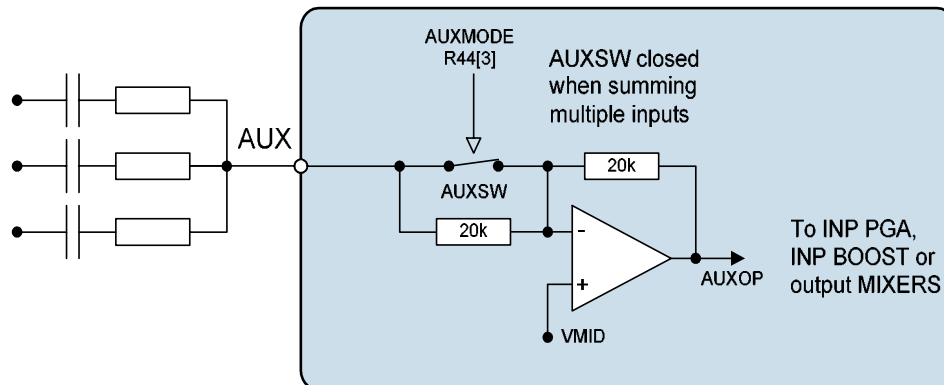 AUXMODE
R44[3]
AUXSW closed
when summing
multiple inputs
AUX
AUXSW
20k
20k
-
+
AUXOP
VMID
To INP PGA,
INP BOOST or
output MIXERS